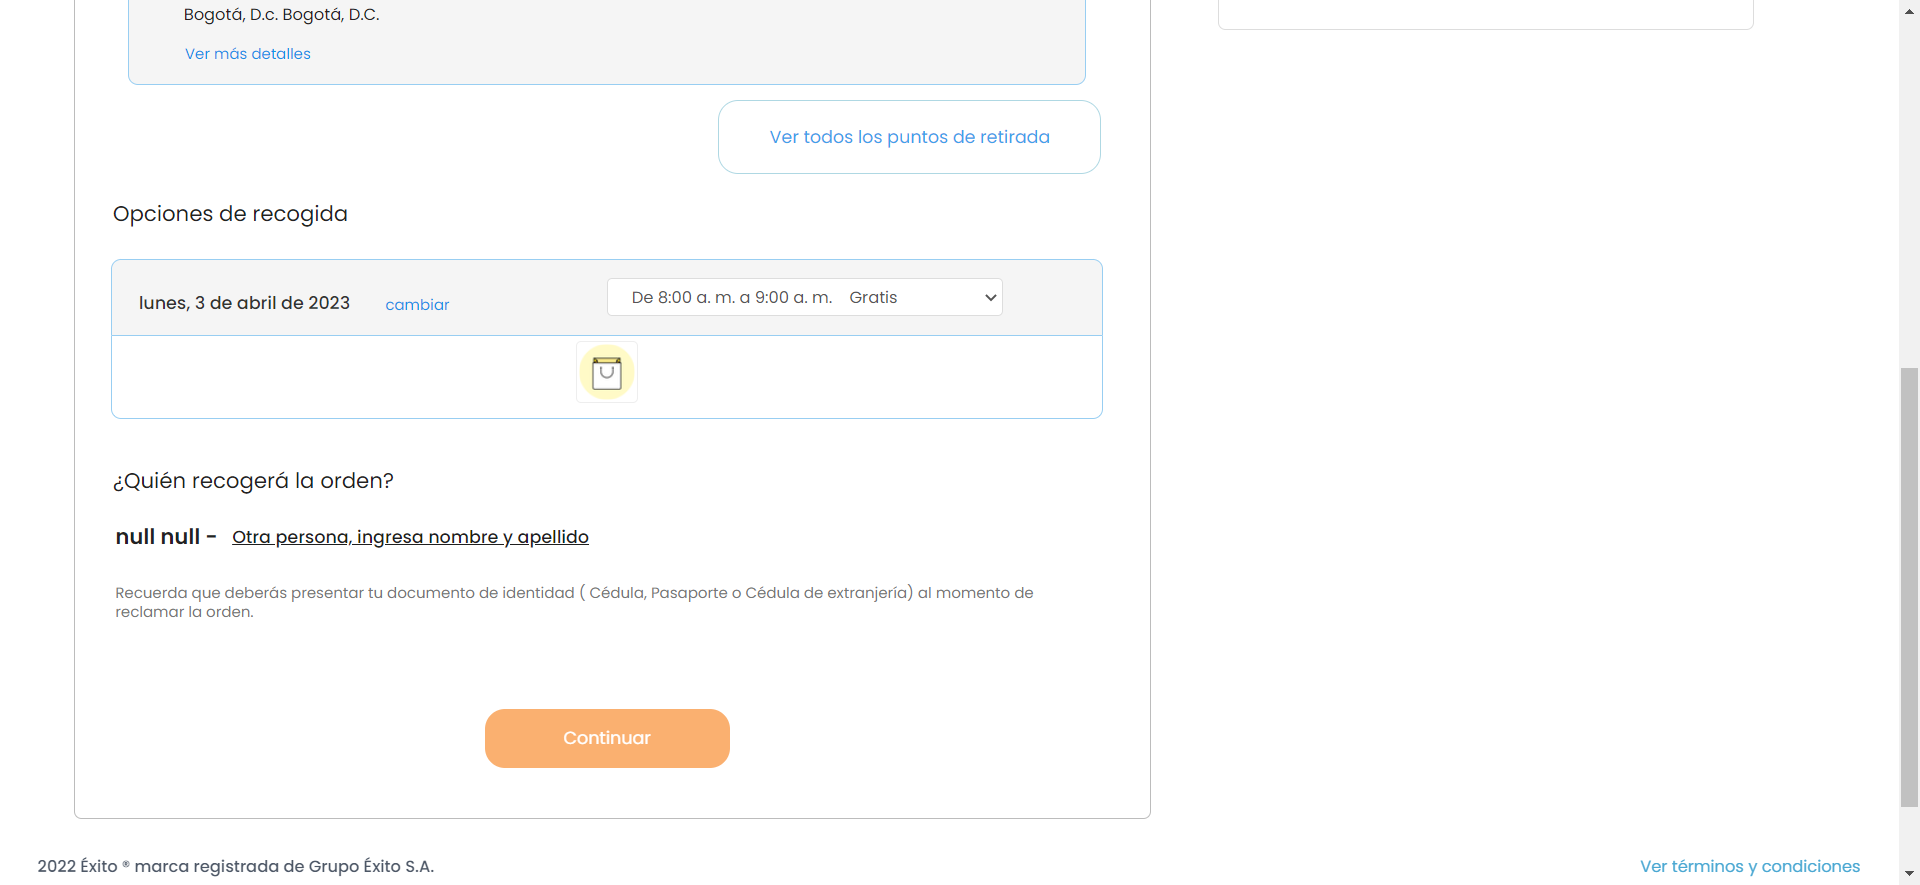 Bogotá, D.c. Bogotá, D.C.
Ver más detalles
Ver todos los puntos de retirada
Opciones de recogida
lunes, 3 de abril de 2023 cambiar De 8:00 a. m. a 9:00 a. m. Gratis
¿Quién recogerá la orden?
null null - Otra persona, ingresa nombre y apellido
Recuerda que deberás presentar tu documento de identidad ( Cédula, Pasaporte o Cédula de extranjería) al momento de
reclamar la orden.
Continuar
2022 Éxito ® marca registrada de Grupo Éxito S.A. Ver términos y condiciones